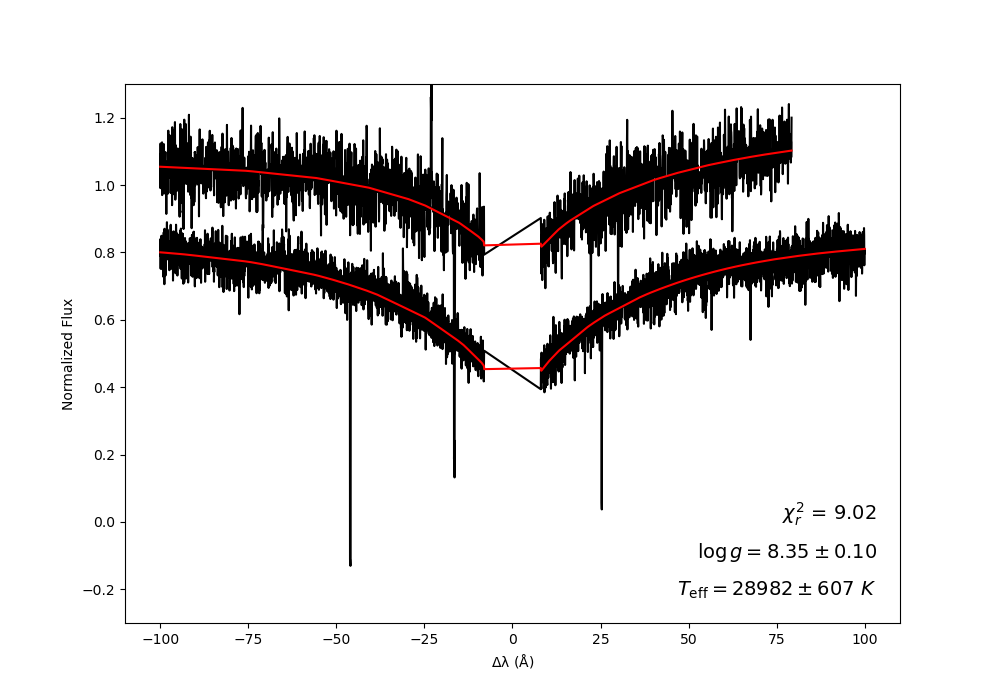 1.2
1.0
0.8
0.6
0.4
0.2
0.0
−0.2
Normalized Flux
χ²ᵣ = 9.02
log g = 8.35 ± 0.10
T_eff = 28982 ± 607 K
−100 −75 −50 −25 0 25 50 75 100
Δλ (Å)